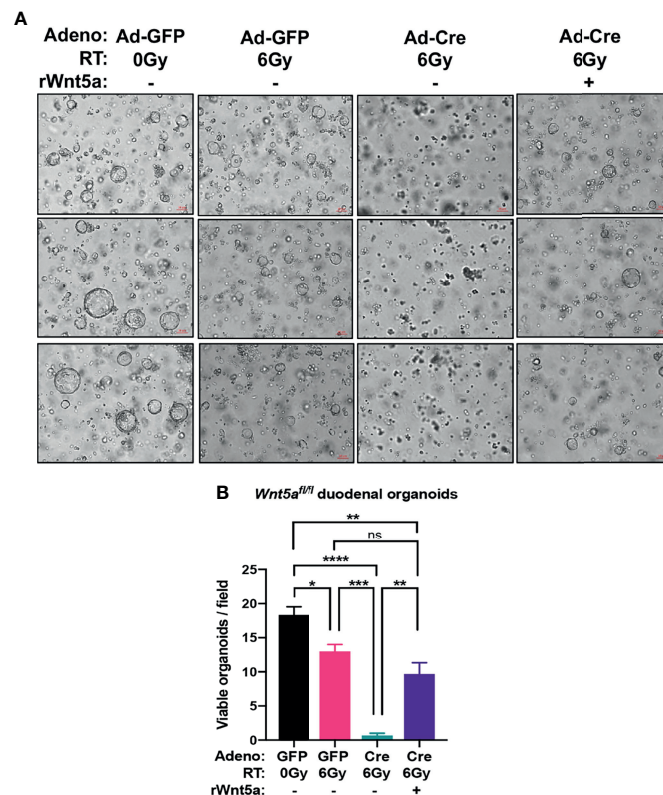 A
Adeno: Ad-GFP Ad-GFP Ad-Cre Ad-Cre
RT: 0Gy 6Gy 6Gy 6Gy
rWnt5a: - - - +
B Wnt5a^fl/fl duodenal organoids
**
ns
****
* *** **
Viable organoids / field
25
20
15
10
5
0
Adeno: GFP GFP Cre Cre
RT: 0Gy 6Gy 6Gy 6Gy
rWnt5a: - - - +